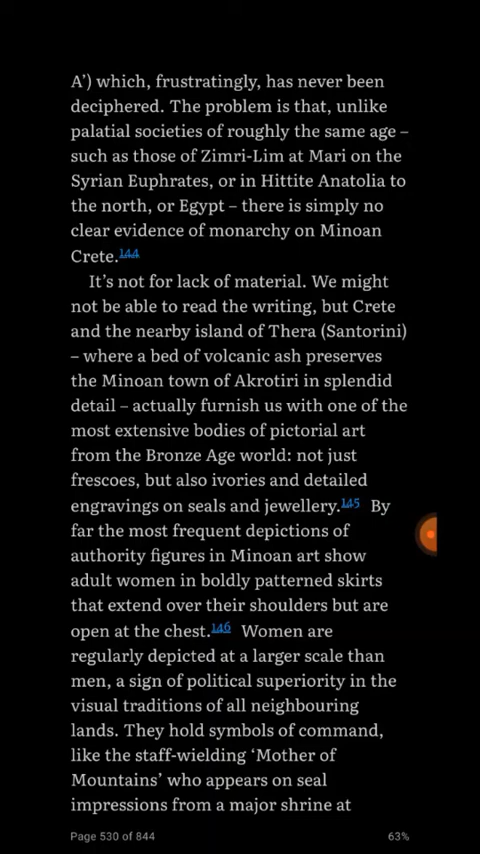 A’) which, frustratingly, has never been
deciphered. The problem is that, unlike
palatial societies of roughly the same age –
such as those of Zimri-Lim at Mari on the
Syrian Euphrates, or in Hittite Anatolia to
the north, or Egypt – there is simply no
clear evidence of monarchy on Minoan
Crete.144
It’s not for lack of material. We might
not be able to read the writing, but Crete
and the nearby island of Thera (Santorini)
– where a bed of volcanic ash preserves
the Minoan town of Akrotiri in splendid
detail – actually furnish us with one of the
most extensive bodies of pictorial art
from the Bronze Age world: not just
frescoes, but also ivories and detailed
engravings on seals and jewellery.145 By
far the most frequent depictions of
authority figures in Minoan art show
adult women in boldly patterned skirts
that extend over their shoulders but are
open at the chest.146 Women are
regularly depicted at a larger scale than
men, a sign of political superiority in the
visual traditions of all neighbouring
lands. They hold symbols of command,
like the staff-wielding ‘Mother of
Mountains’ who appears on seal
impressions from a major shrine at
Page 530 of 844 63%